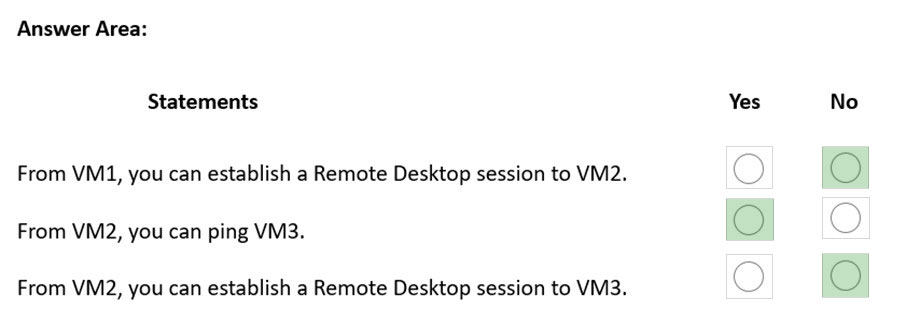 Answer Area:
Statements Yes No
From VM1, you can establish a Remote Desktop session to VM2.
From VM2, you can ping VM3.
From VM2, you can establish a Remote Desktop session to VM3.